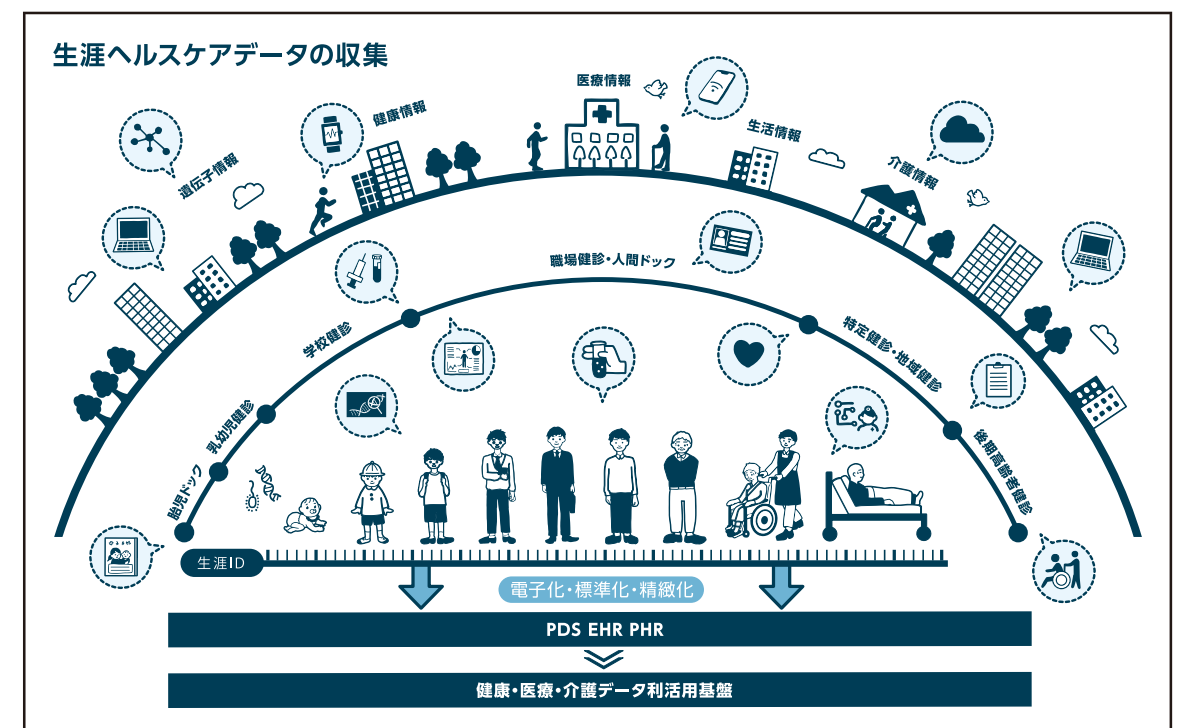 生涯ヘルスケアデータの収集
遺伝子情報
健康情報
医療情報
生活情報
介護情報
胎児ドック
乳幼児健診
学校健診
職場健診・人間ドック
特定健診・地域健診
後期高齢者健診
生涯ID
電子化・標準化・精緻化
PDS EHR PHR
健康・医療・介護データ利活用基盤